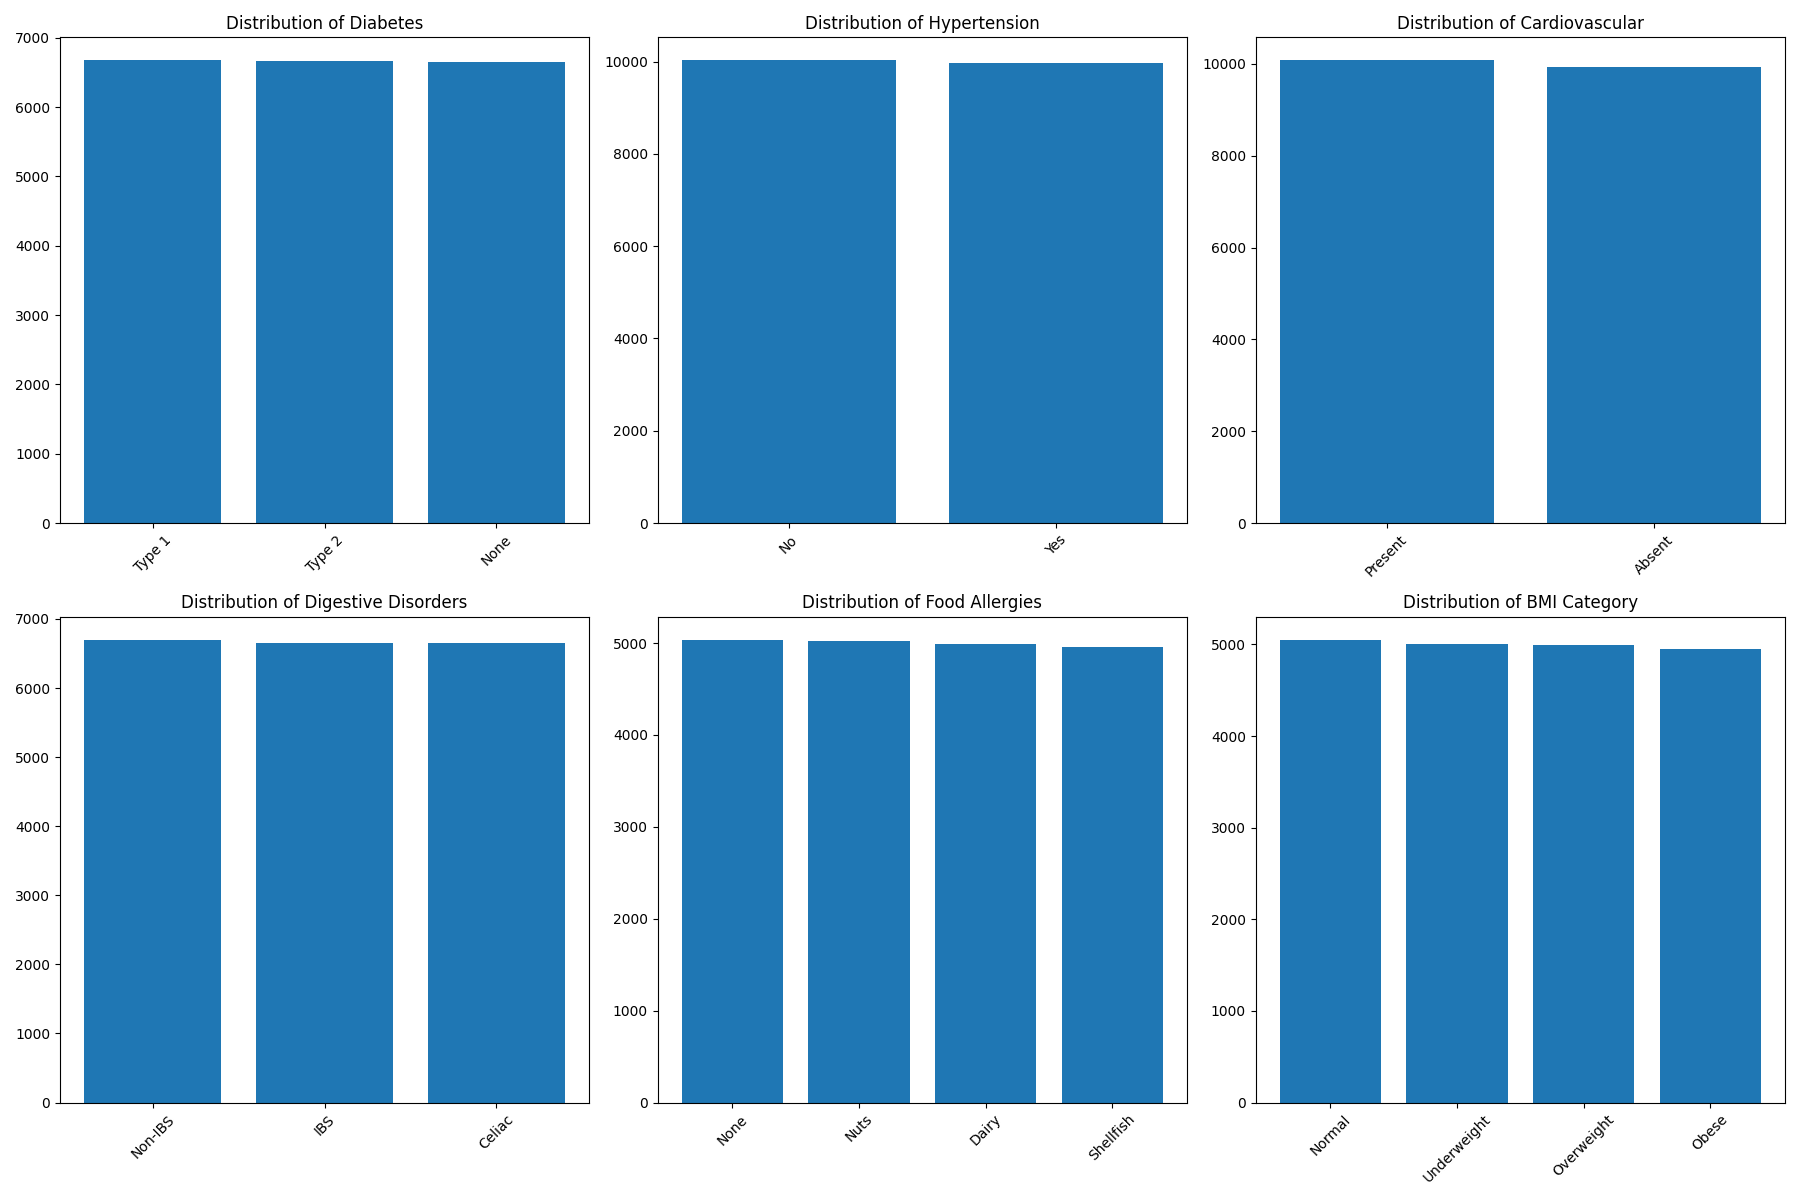 Distribution of Diabetes
7000
6000
5000
4000
3000
2000
1000
0
Type 1
Type 2
None
Distribution of Hypertension
10000
8000
6000
4000
2000
0
No
Yes
Distribution of Cardiovascular
10000
8000
6000
4000
2000
0
Present
Absent
Distribution of Digestive Disorders
7000
6000
5000
4000
3000
2000
1000
0
Non-IBS
IBS
Celiac
Distribution of Food Allergies
5000
4000
3000
2000
1000
0
None
Nuts
Dairy
Shellfish
Distribution of BMI Category
5000
4000
3000
2000
1000
0
Normal
Underweight
Overweight
Obese